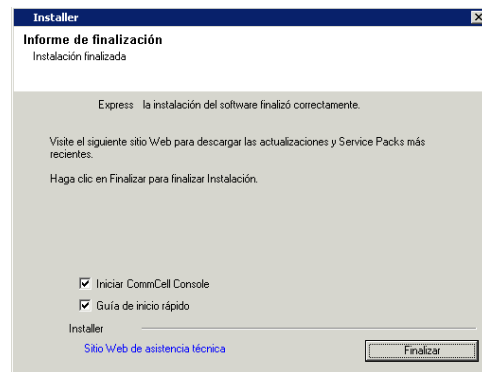 Installer
Informe de finalización
Instalación finalizada
Express la instalación del software finalizó correctamente.
Visite el siguiente sitio Web para descargar las actualizaciones y Service Packs más
recientes.
Haga clic en Finalizar para finalizar Instalación.
Iniciar CommCell Console
Guía de inicio rápido
Installer
Sitio Web de asistencia técnica
Finalizar